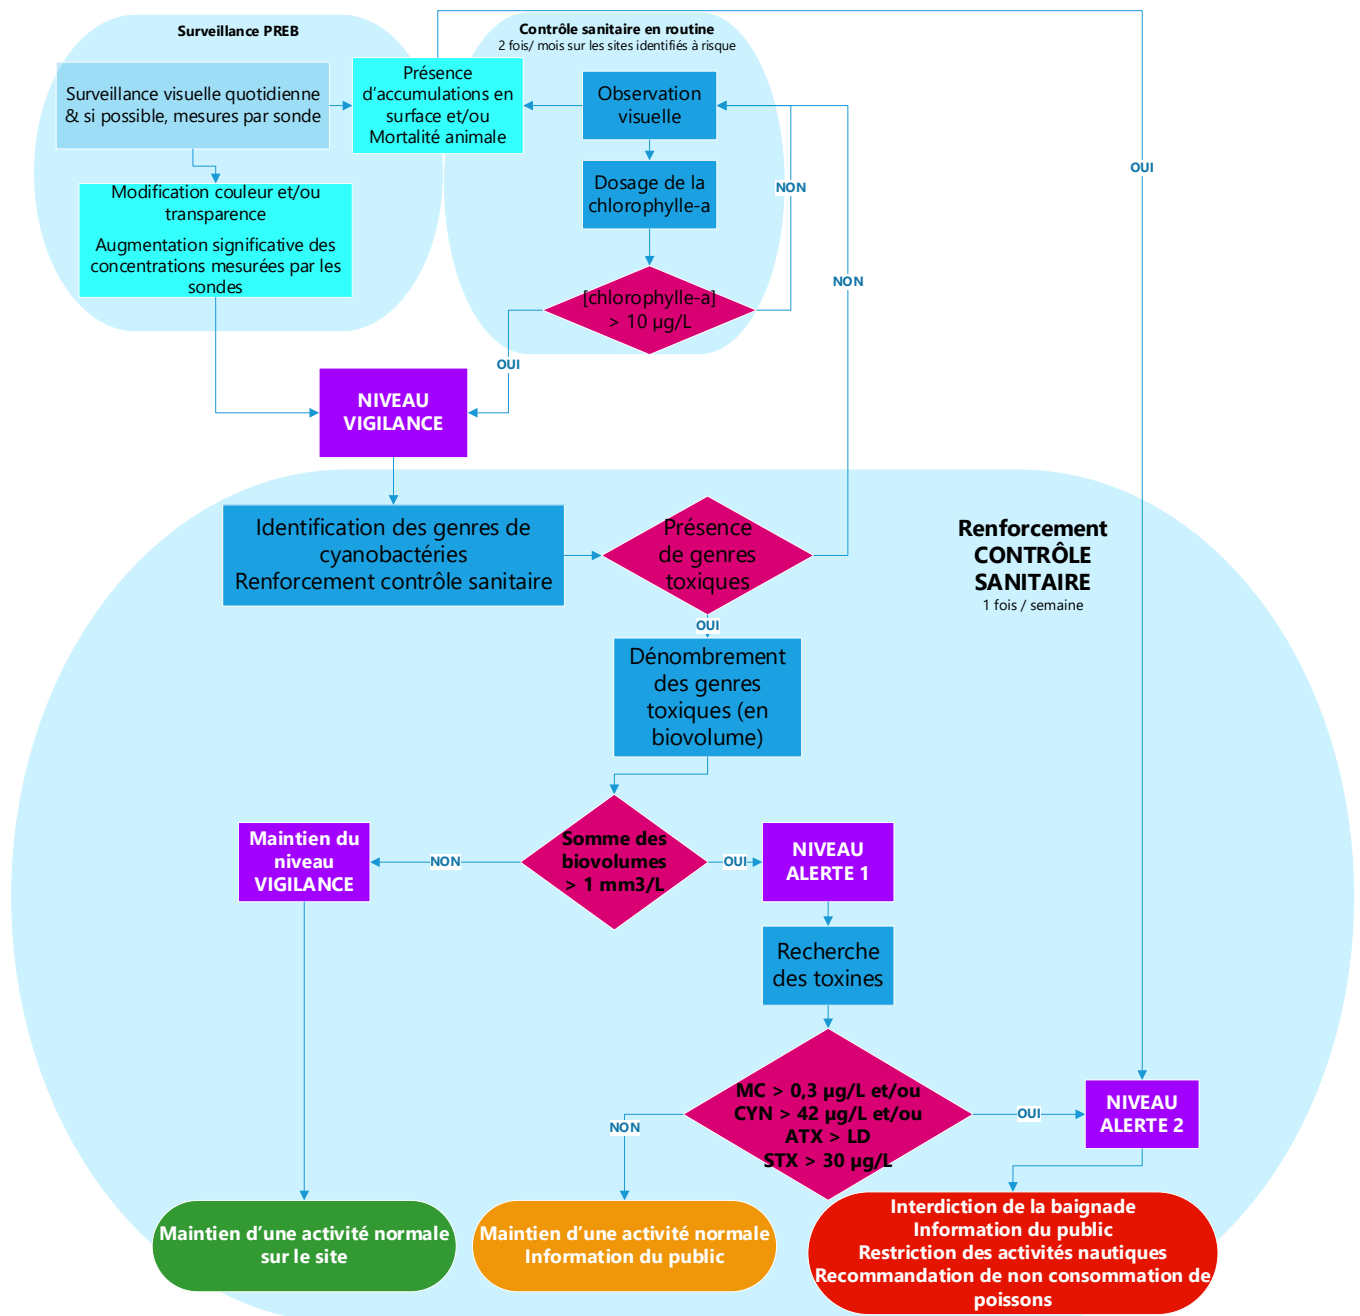 Surveillance PREB
Contrôle sanitaire en routine
2 fois/ mois sur les sites identifiés à risque
Surveillance visuelle quotidienne
& si possible, mesures par sonde
Présence
d’accumulations en
surface et/ou
Mortalité animale
Observation
visuelle
Modification couleur et/ou
transparence
Augmentation significative des
concentrations mesurées par les
sondes
Dosage de la
chlorophylle-a
NON
OUI
NON
[chlorophylle-a]
> 10 µg/L
OUI
NIVEAU
VIGILANCE
Identification des genres de
cyanobactéries
Renforcement contrôle sanitaire
Présence
de genres
toxiques
Renforcement
CONTRÔLE
SANITAIRE
1 fois / semaine
OUI
Dénombrement
des genres
toxiques (en
biovolume)
Maintien du
niveau
VIGILANCE
NON
Somme des
biovolumes
> 1 mm3/L
OUI
NIVEAU
ALERTE 1
Recherche
des toxines
MC > 0,3 µg/L et/ou
CYN > 42 µg/L et/ou
ATX > LD
STX > 30 µg/L
NON
OUI
NIVEAU
ALERTE 2
Maintien d’une activité normale
sur le site
Maintien d’une activité normale
Information du public
Interdiction de la baignade
Information du public
Restriction des activités nautiques
Recommandation de non consommation de
poissons